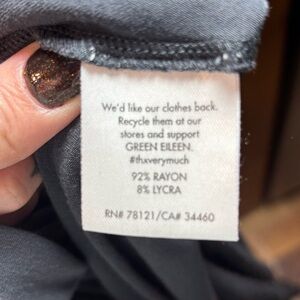 We'd like our clothes back.
Recycle them at our
stores and support
GREEN EILEEN.
#thxverymuch
92% RAYON
8% LYCRA
RN# 78121/CA# 34460